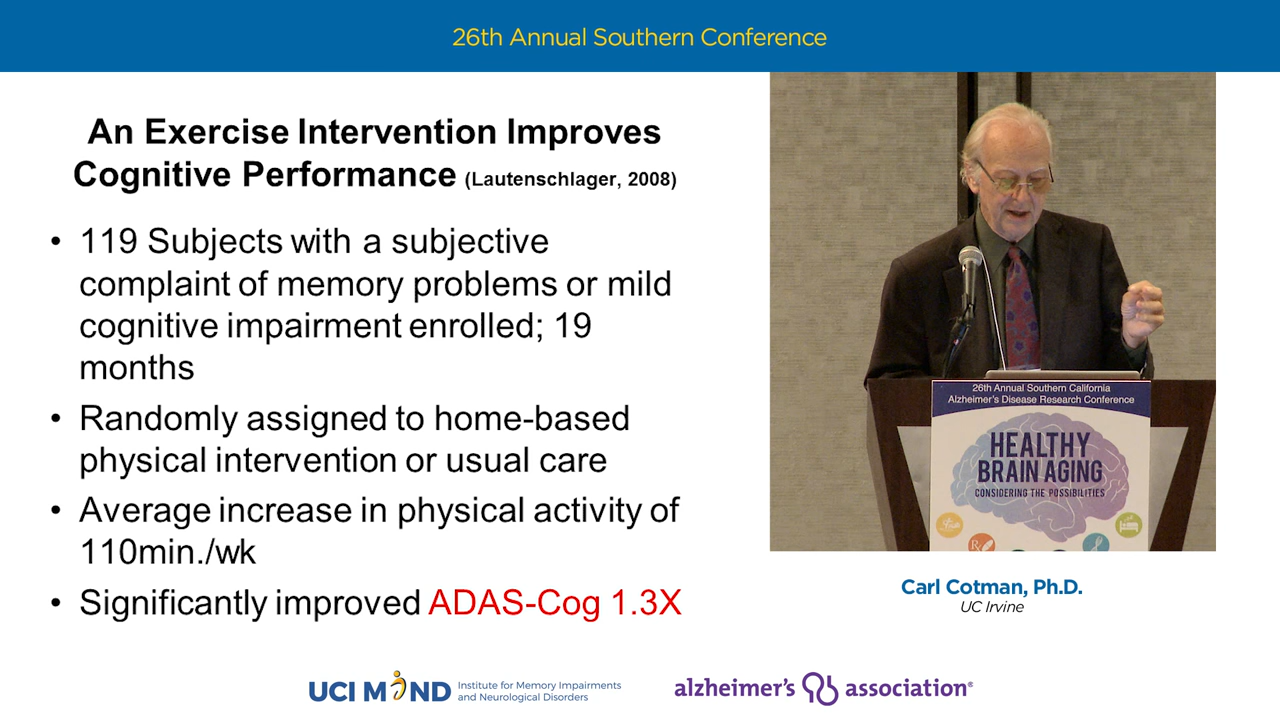 26th Annual Southern Conference
An Exercise Intervention Improves
Cognitive Performance (Lautenschlager, 2008)
• 119 Subjects with a subjective
complaint of memory problems or mild
cognitive impairment enrolled; 19
months
• Randomly assigned to home-based
physical intervention or usual care
• Average increase in physical activity of
110min./wk
• Significantly improved ADAS-Cog 1.3X
26th Annual Southern California
Alzheimer's Disease Research Conference
HEALTHY
BRAIN AGING
CONSIDERING THE POSSIBILITIES
Carl Cotman, Ph.D.
UC Irvine
UCI MIND
Institute for Memory Impairments
and Neurological Disorders
alzheimer's association®